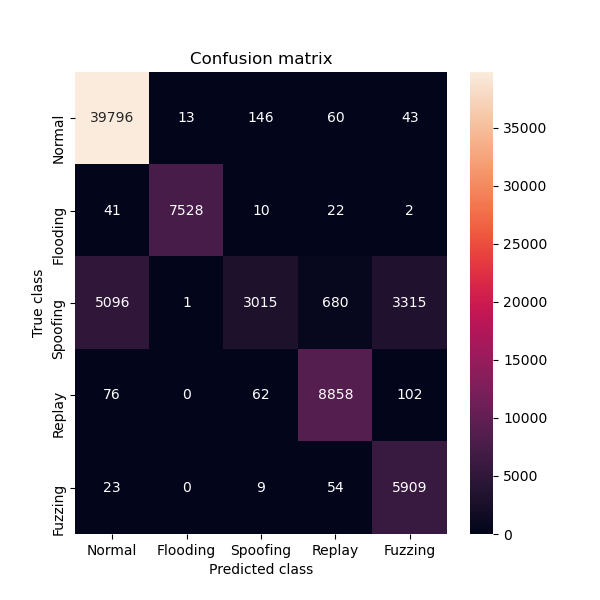 Confusion matrix
True class
Normal 39796 13 146 60 43
Flooding 41 7528 10 22 2
Spoofing 5096 1 3015 680 3315
Replay 76 0 62 8858 102
Fuzzing 23 0 9 54 5909
Normal Flooding Spoofing Replay Fuzzing
Predicted class
35000
30000
25000
20000
15000
10000
5000
0